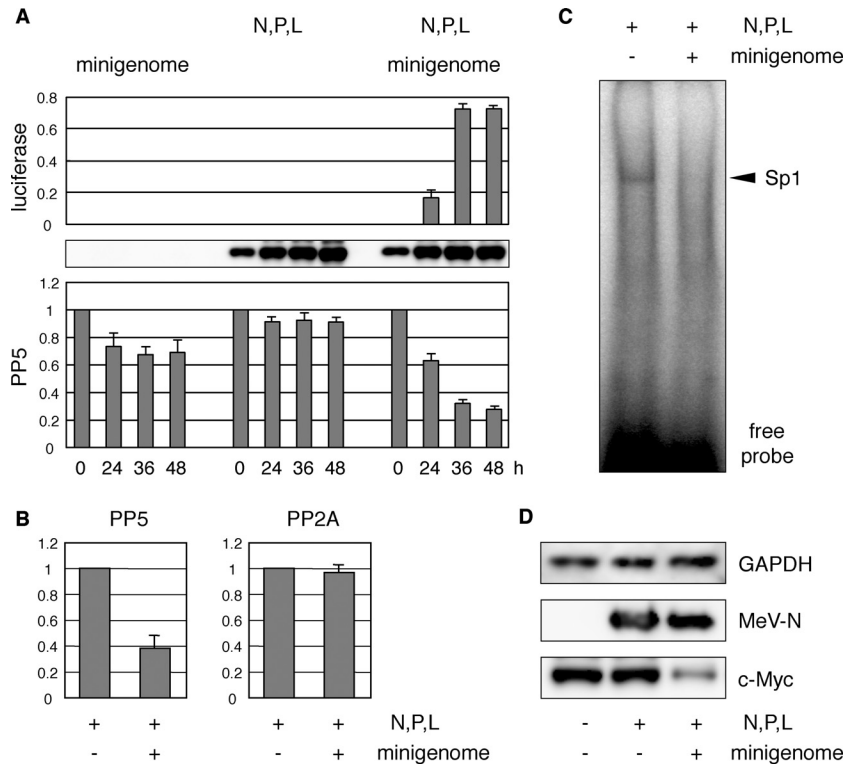 A
N,P,L
N,P,L
minigenome
minigenome
luciferase
0.8
0.6
0.4
0.2
0
PP5
1.2
1
0.8
0.6
0.4
0.2
0
0 24 36 48 0 24 36 48 0 24 36 48 h
B
PP5
PP2A
1.2
1
0.8
0.6
0.4
0.2
0
1.2
1
0.8
0.6
0.4
0.2
0
+ + + + N,P,L
- + - + minigenome
C
+ + N,P,L
- + minigenome
Sp1
free
probe
D
GAPDH
MeV-N
c-Myc
- + + N,P,L
- - + minigenome